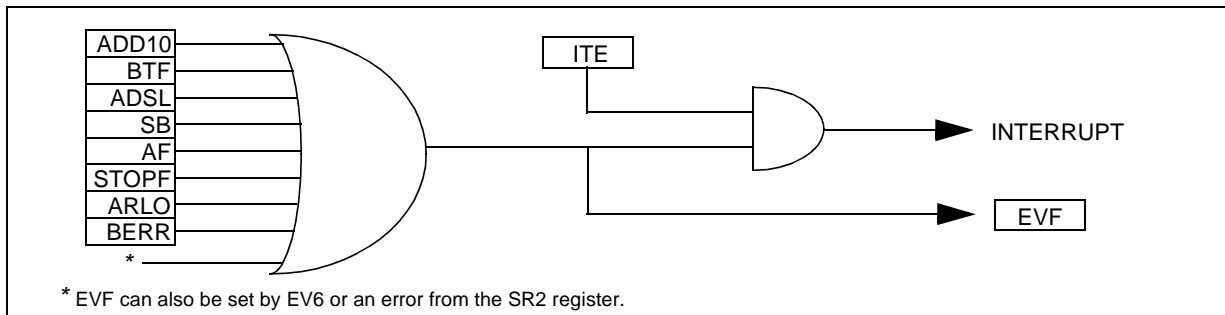 ADD10
BTF
ADSL
SB
AF
STOPF
ARLO
BERR
*
ITE
INTERRUPT
EVF
* EVF can also be set by EV6 or an error from the SR2 register.